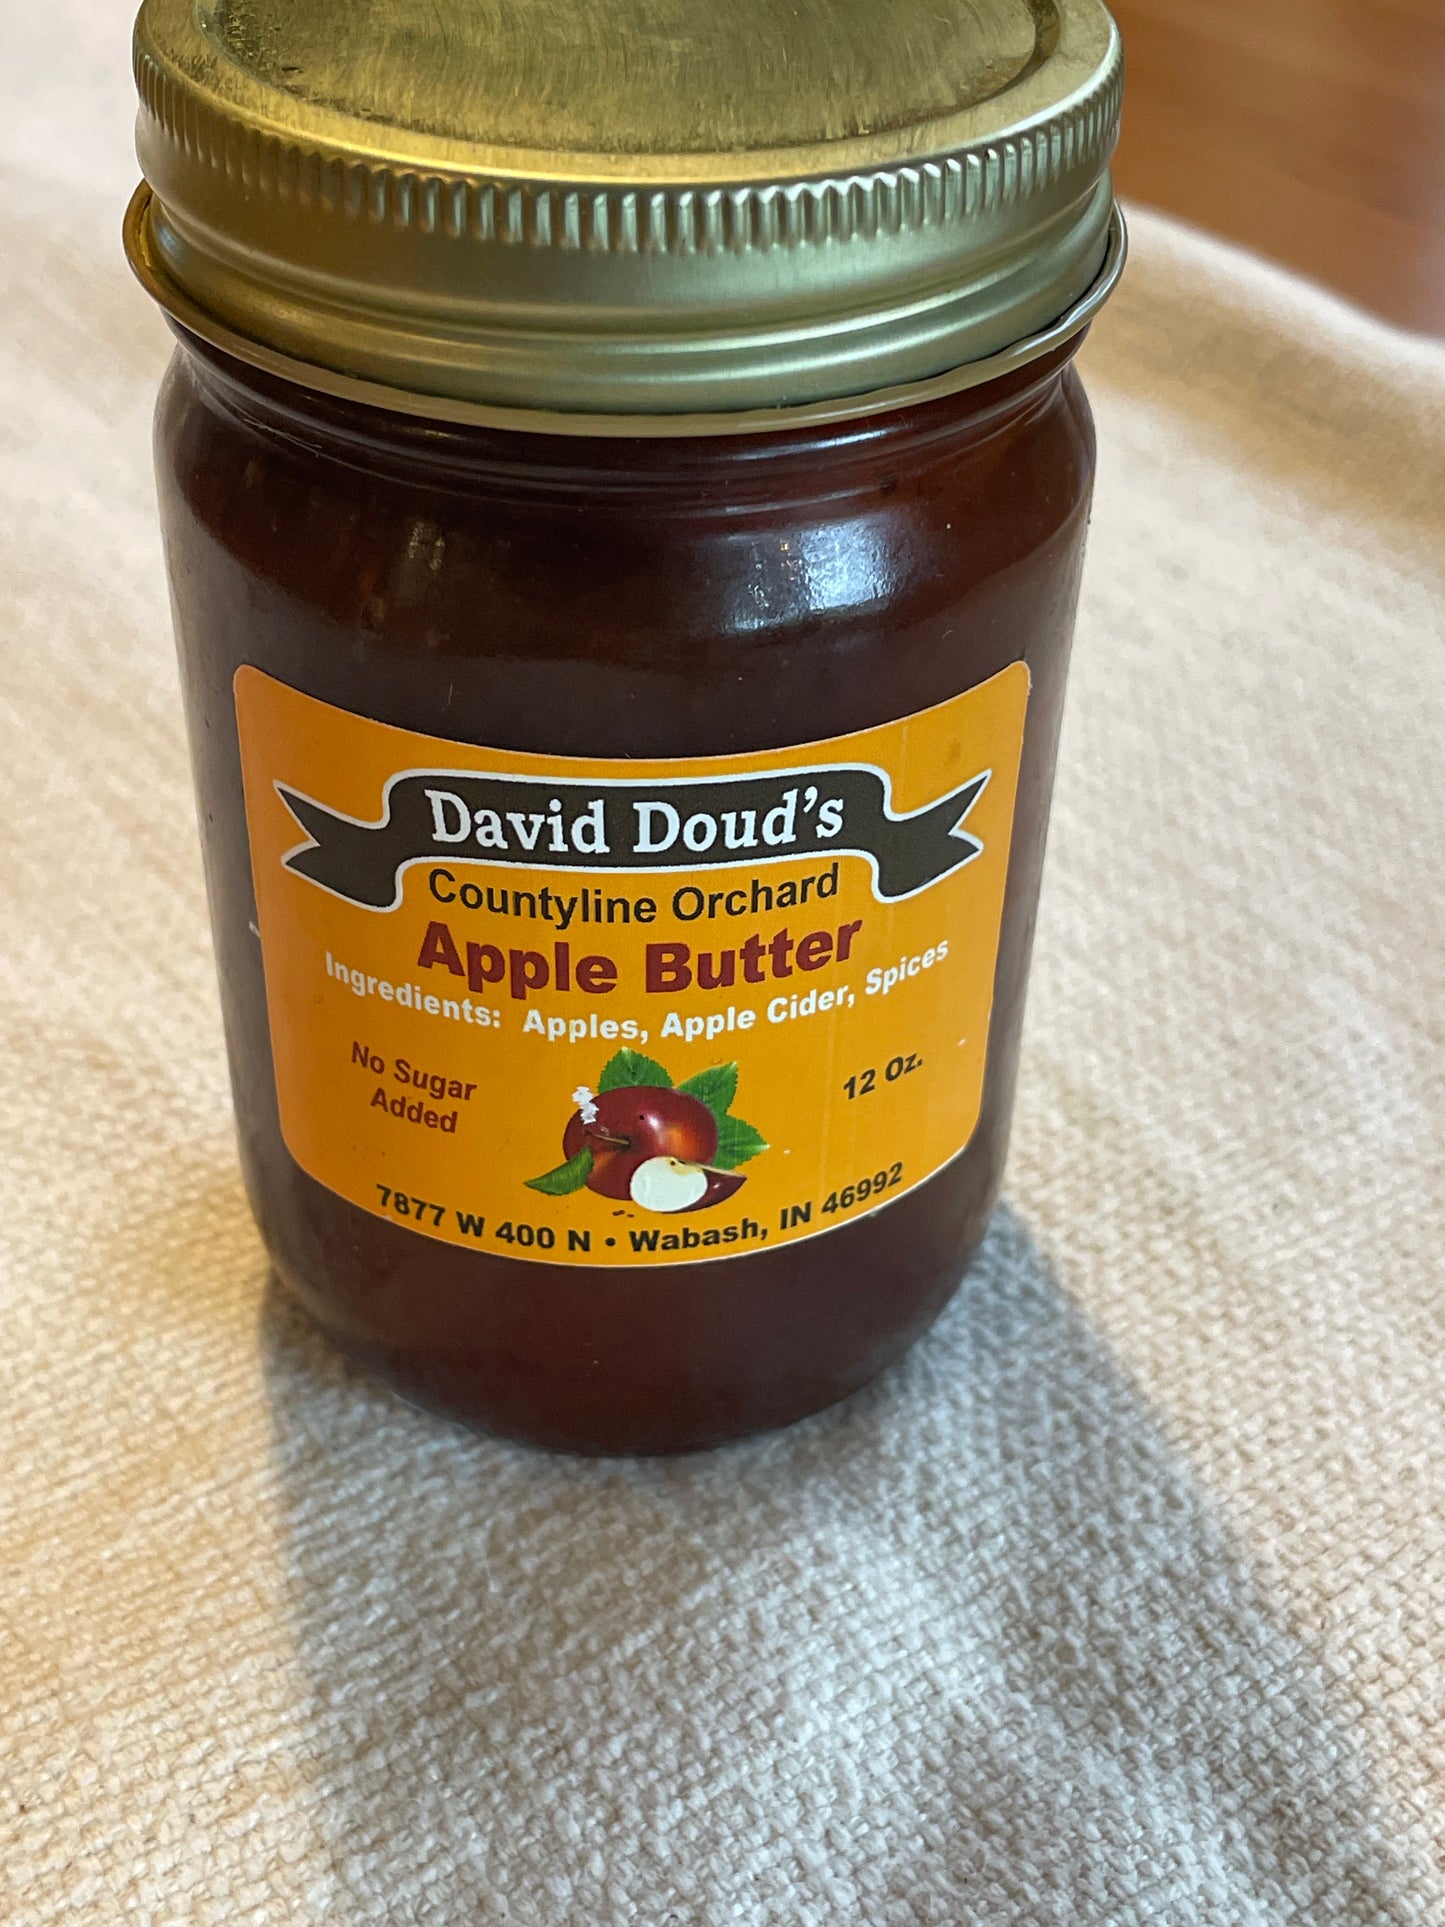 David Doud's
Countyline Orchard
Apple Butter
Ingredients: Apples, Apple Cider, Spices
No Sugar
Added
12 Oz.
7877 W 400 N • Wabash, IN 46992